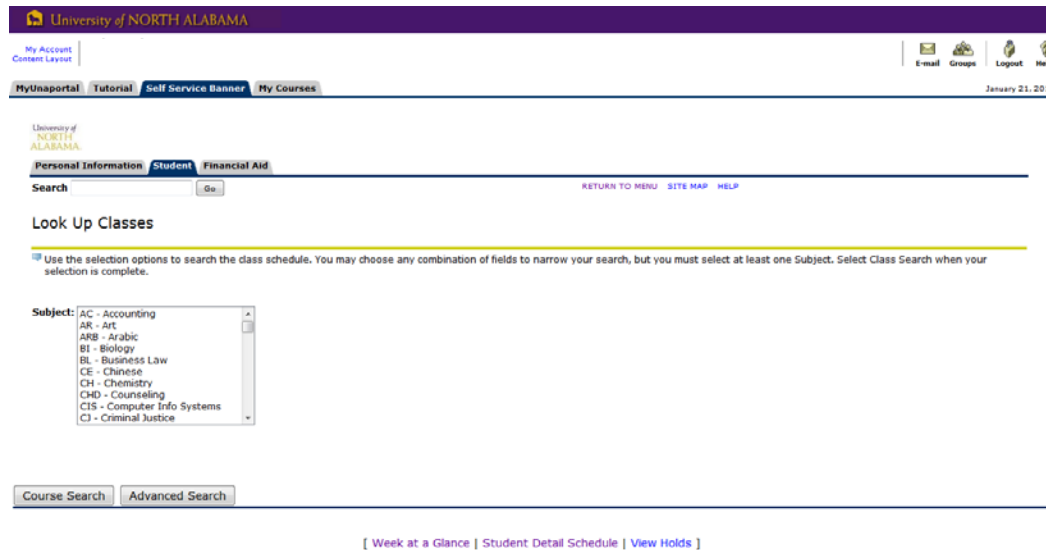 University of NORTH ALABAMA
My Account
Content Layout
E-mail Groups Logout
MyUnaportal Tutorial Self Service Banner My Courses
January 21, 20
University of
NORTH
ALABAMA
Personal Information Student Financial Aid
Search Go RETURN TO MENU SITE MAP HELP
Look Up Classes
Use the selection options to search the class schedule. You may choose any combination of fields to narrow your search, but you must select at least one Subject. Select Class Search when your
selection is complete.
Subject: AC - Accounting
AR - Art
ARB - Arabic
BI - Biology
BL - Business Law
CE - Chinese
CH - Chemistry
CHD - Counseling
CIS - Computer Info Systems
CJ - Criminal Justice
Course Search Advanced Search
[ Week at a Glance | Student Detail Schedule | View Holds ]